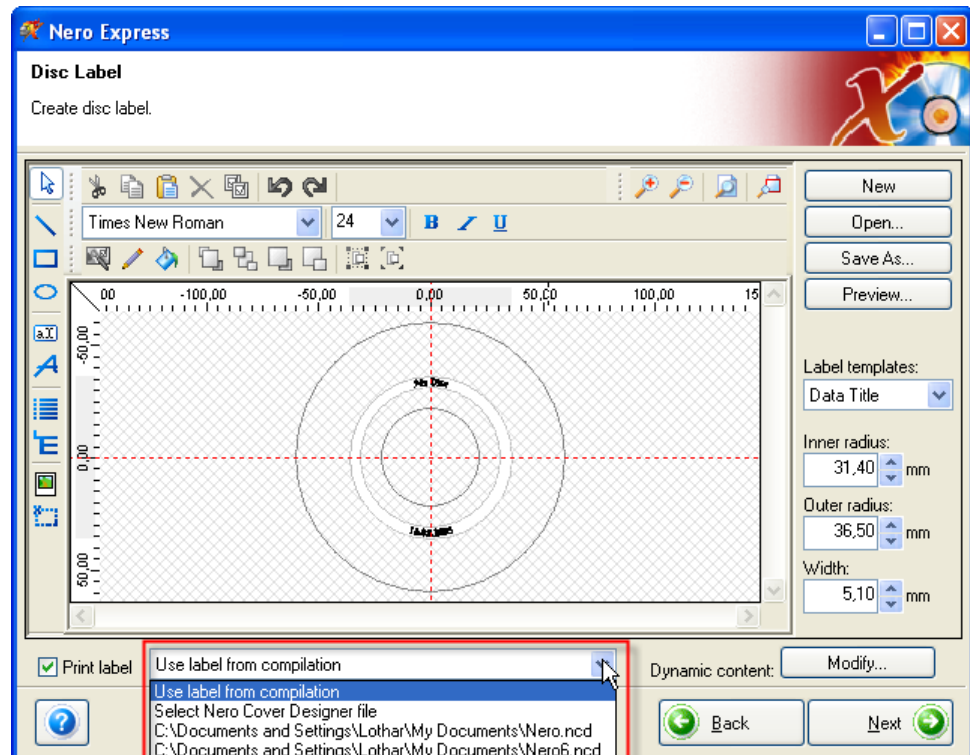 Nero Express
Disc Label
Create disc label.
New
Times New Roman 24 B I U
Open...
Save As...
Preview...
00 -100,00 -50,00 0,00 50,00 100,00 15
-50,00
0,00
50,00
Label templates:
Data Title
Inner radius:
31,40 mm
Outer radius:
36,50 mm
Width:
5,10 mm
Print label
Use label from compilation
Dynamic content:
Modify...
Use label from compilation
Select Nero Cover Designer file
C:\Documents and Settings\Lothar\My Documents\Nero.ncd
C:\Documents and Settings\Lothar\My Documents\Nero6.ncd
Back
Next